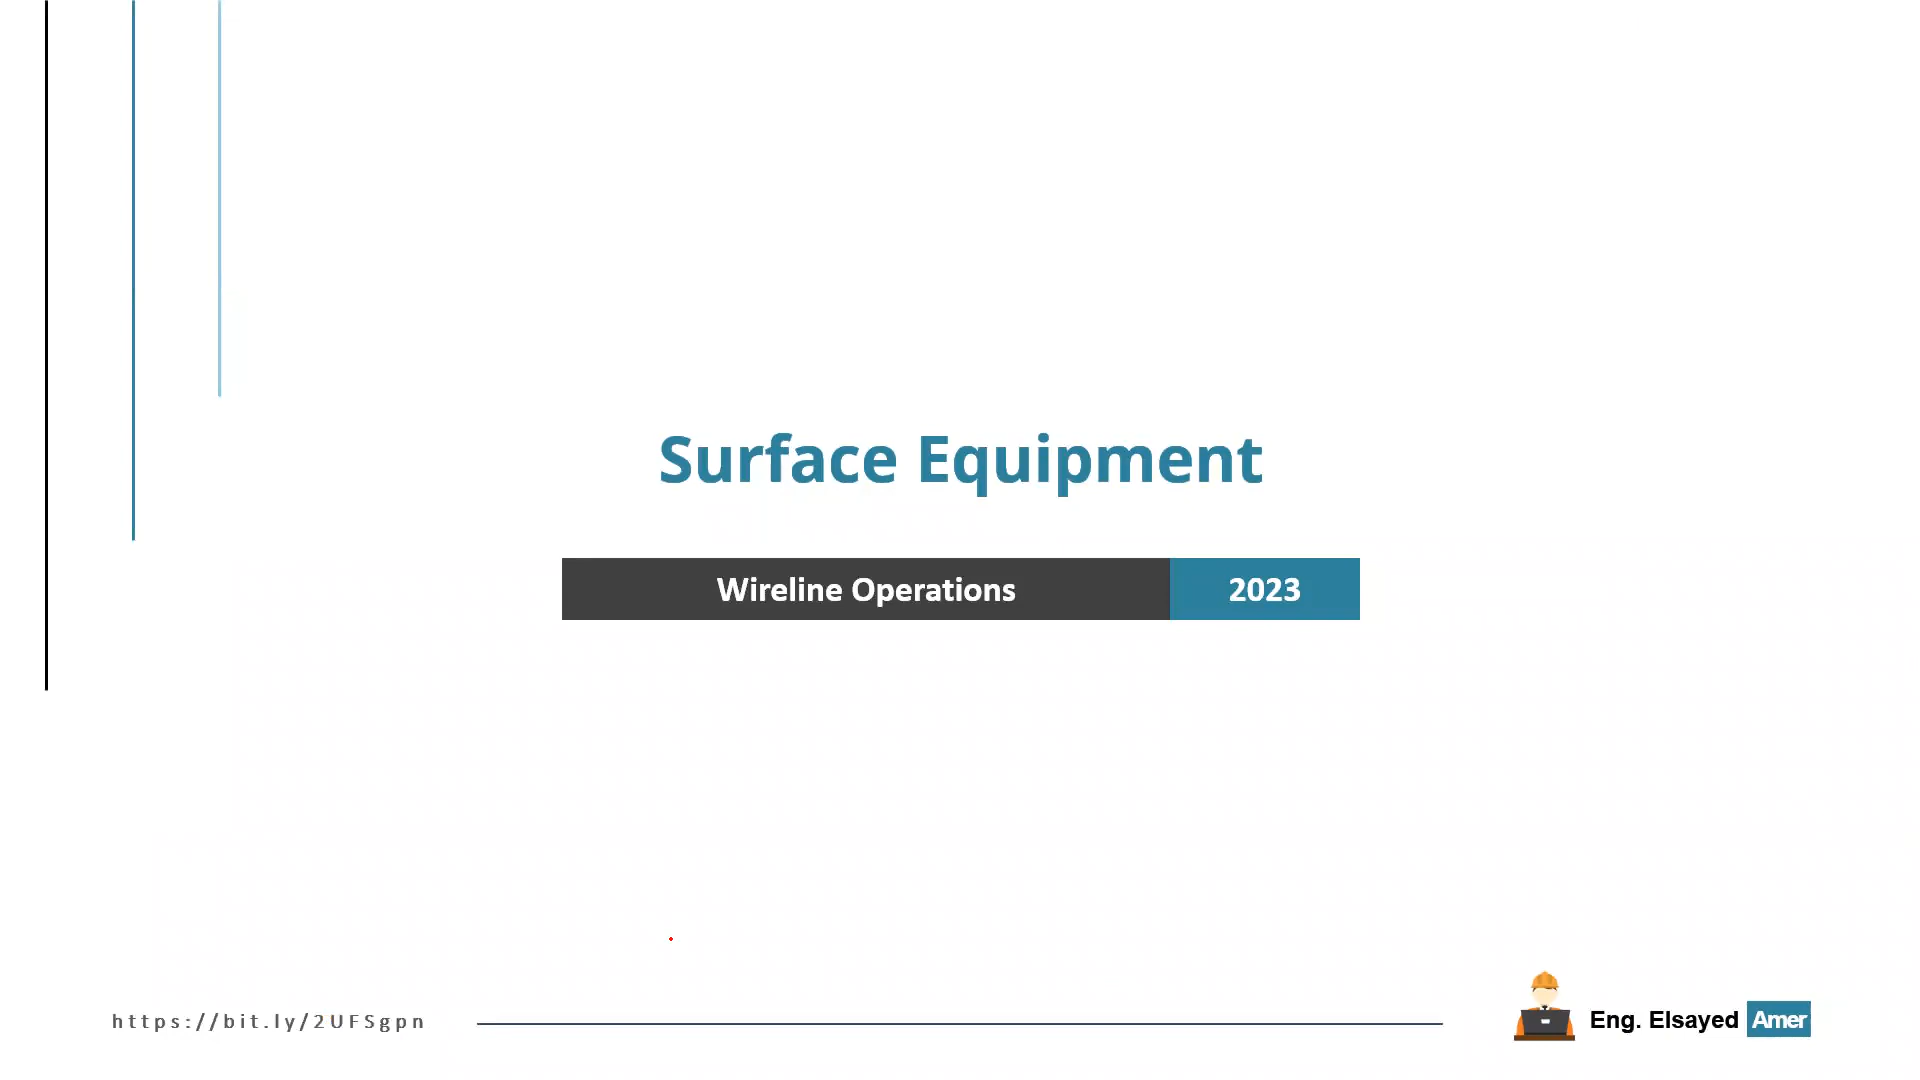 Surface Equipment
Wireline Operations 2023
https://bit.ly/2UFSgpn
Eng. Elsayed Amer